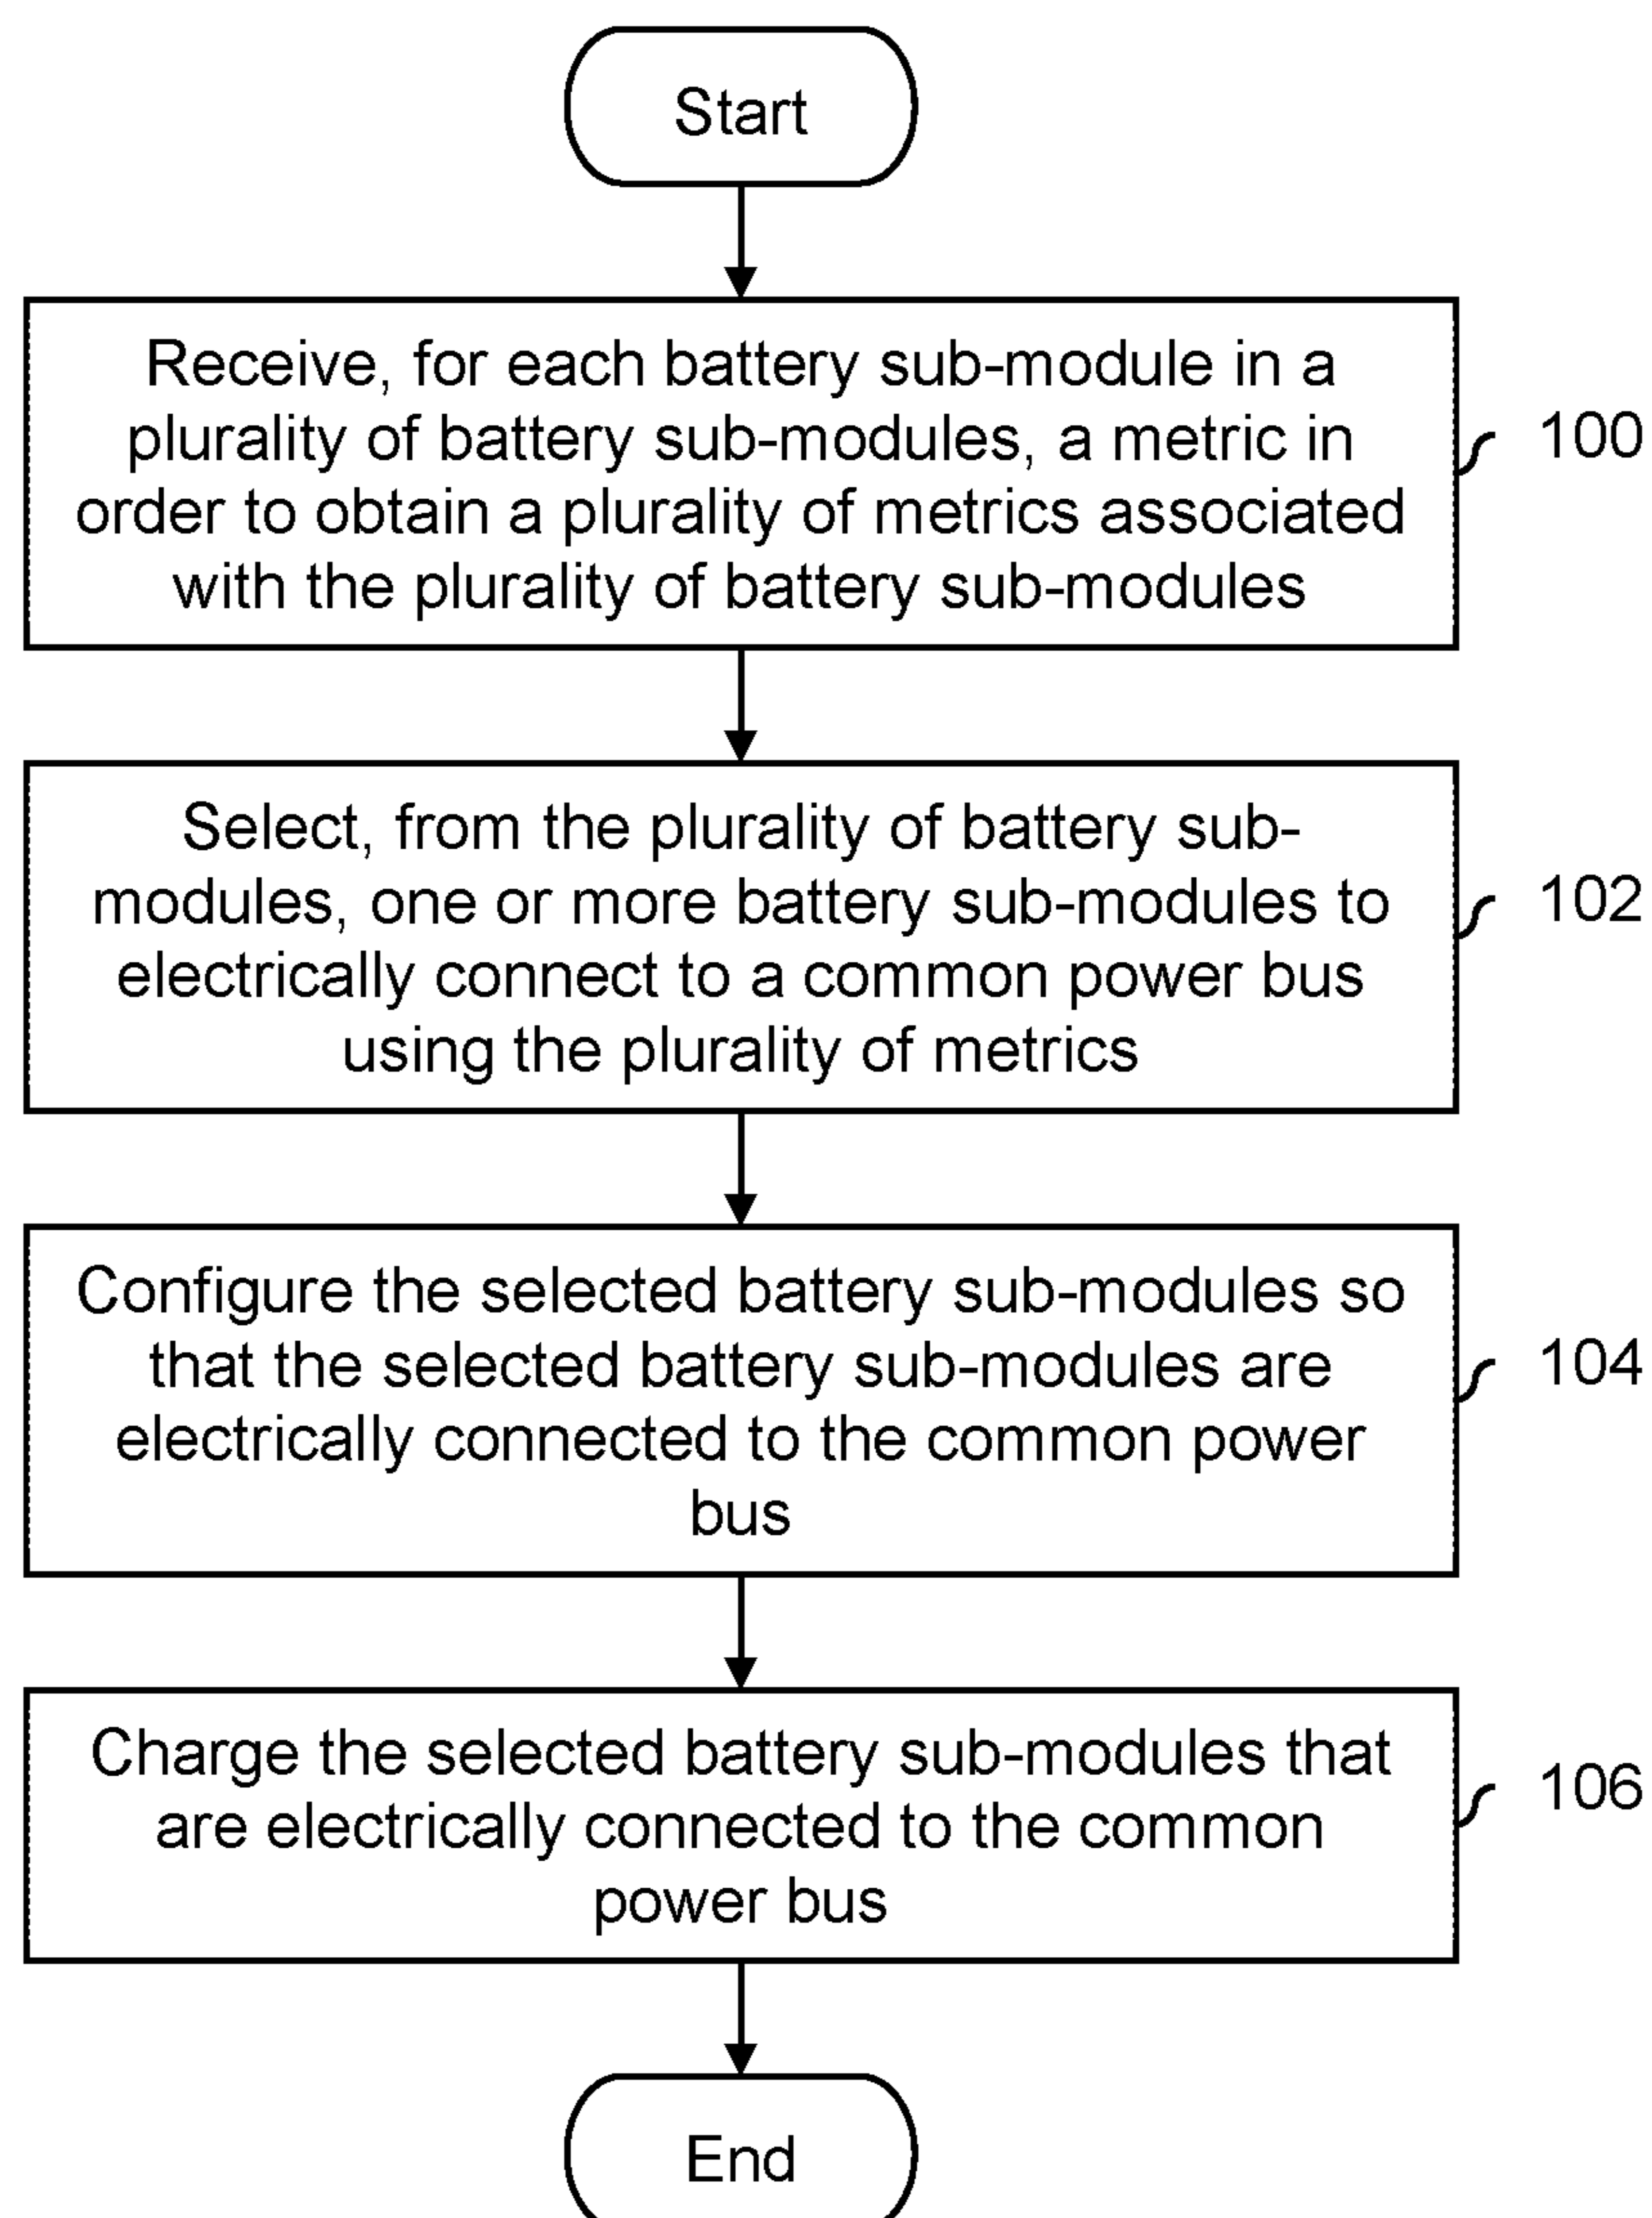 Start
Receive, for each battery sub-module in a
plurality of battery sub-modules, a metric in
order to obtain a plurality of metrics associated
with the plurality of battery sub-modules
100
Select, from the plurality of battery sub-
modules, one or more battery sub-modules to
electrically connect to a common power bus
using the plurality of metrics
102
Configure the selected battery sub-modules so
that the selected battery sub-modules are
electrically connected to the common power
bus
104
Charge the selected battery sub-modules that
are electrically connected to the common
power bus
106
End